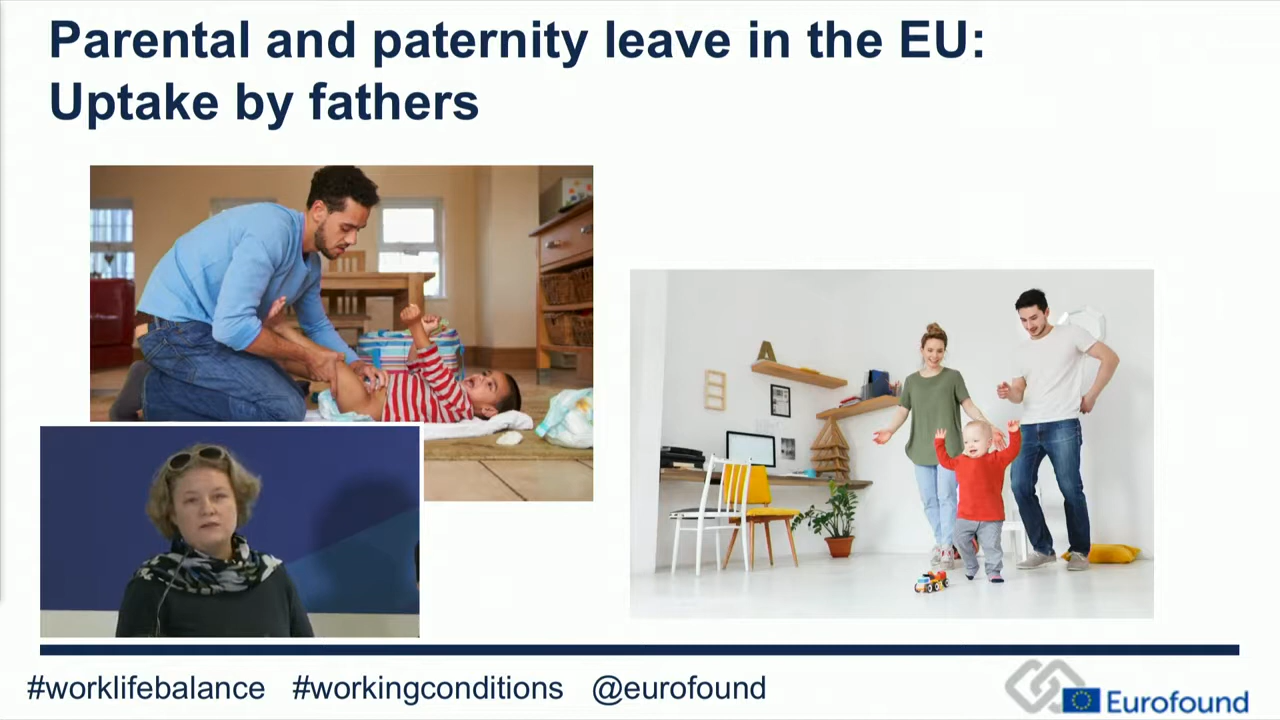 Parental and paternity leave in the EU:
Uptake by fathers
A
#worklifebalance #workingconditions @eurofound
Eurofound